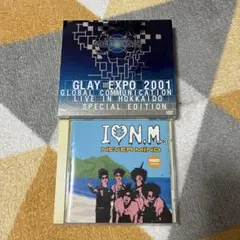 GLAY EXPO 2001
GLOBAL COMMUNICATION
LIVE IN HOKKAIDO
SPECIAL EDITION
I ♥ N.M.
NEVER MIND